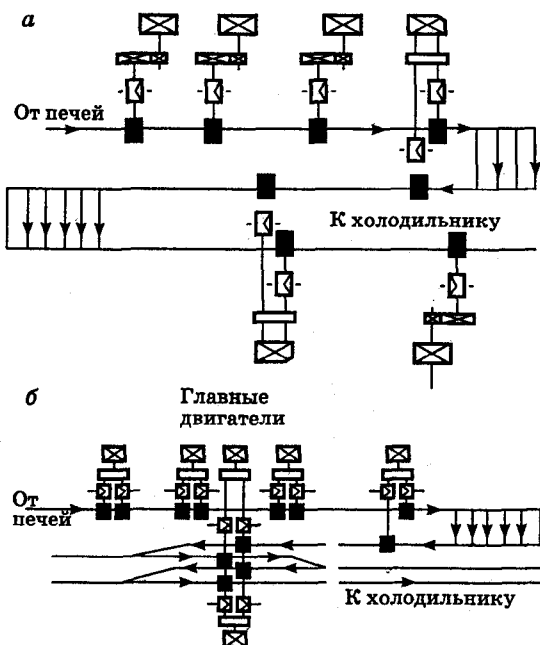 а
От печей
К холодильнику
б
Главные
двигатели
От
печей
К холодильнику